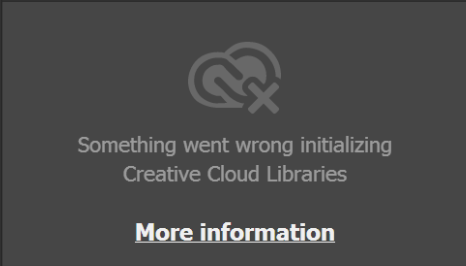 Something went wrong initializing
Creative Cloud Libraries
More information